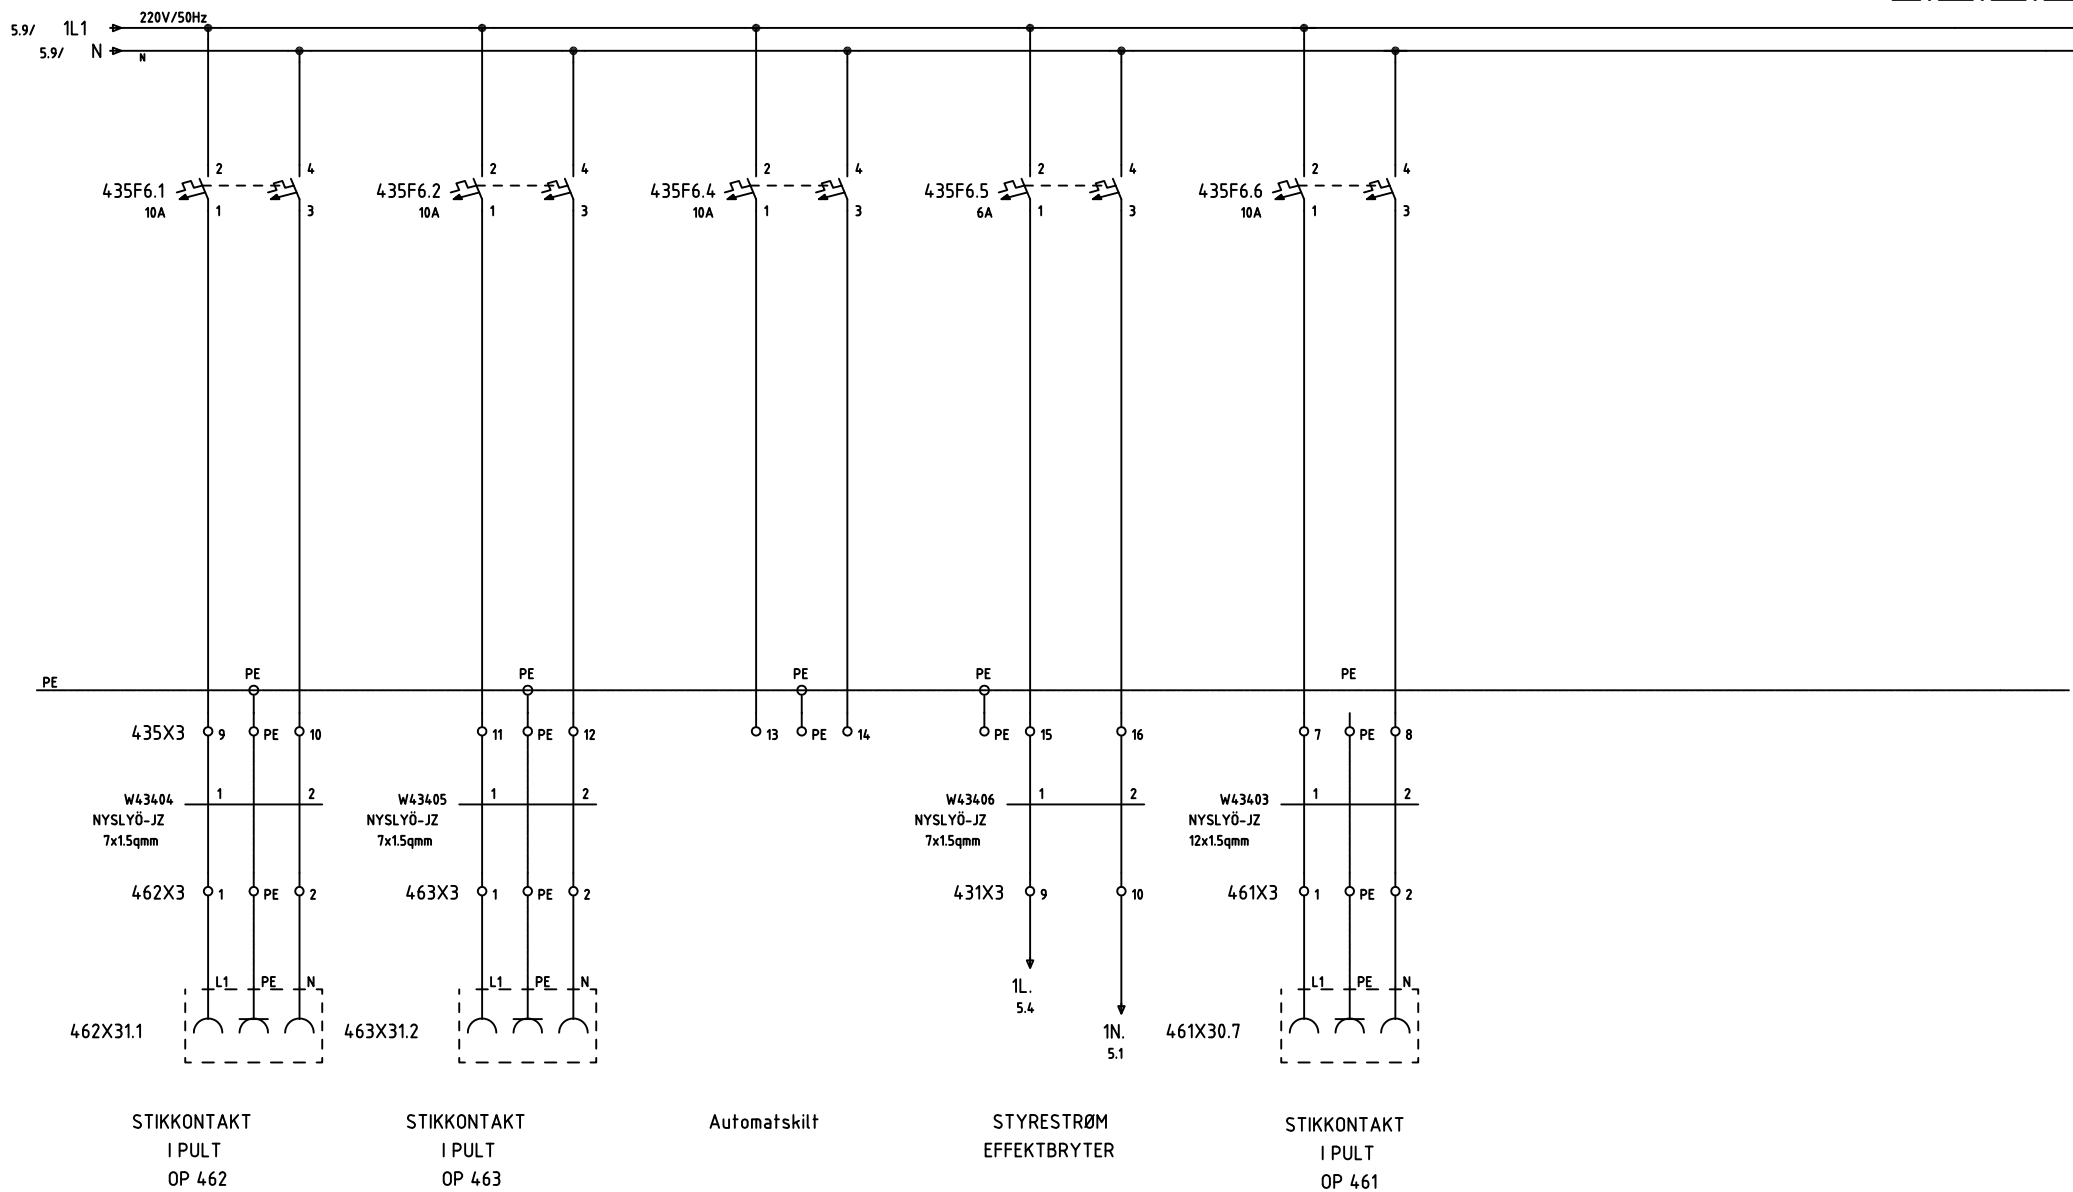 220V/50Hz
5.9/ 1L1
5.9/ N N
2 4 2 4 2 4 2 4 2 4
435F6.1 435F6.2 435F6.4 435F6.5 435F6.6
10A 1 3 10A 1 3 10A 1 3 6A 1 3 10A 1 3
PE PE PE PE PE PE
435X3 9 PE 10 11 PE 12 13 PE 14 PE 15 16 7 PE 8
W43404 1 2 W43405 1 2 W43406 1 2 W43403 1 2
NYSLYÖ-JZ NYSLYÖ-JZ NYSLYÖ-JZ NYSLYÖ-JZ
7x1.5qmm 7x1.5qmm 7x1.5qmm 12x1.5qmm
462X3 1 PE 2 463X3 1 PE 2 431X3 9 10 461X3 1 PE 2
L1 PE N L1 PE N 1L. L1 PE N
5.4
462X31.1 463X31.2 1N. 461X30.7
5.1
STIKKONTAKT STIKKONTAKT Automatskilt STYRESTRØM STIKKONTAKT
I PULT I PULT EFFEKTBRYTER I PULT
OP 462 OP 463 OP 461